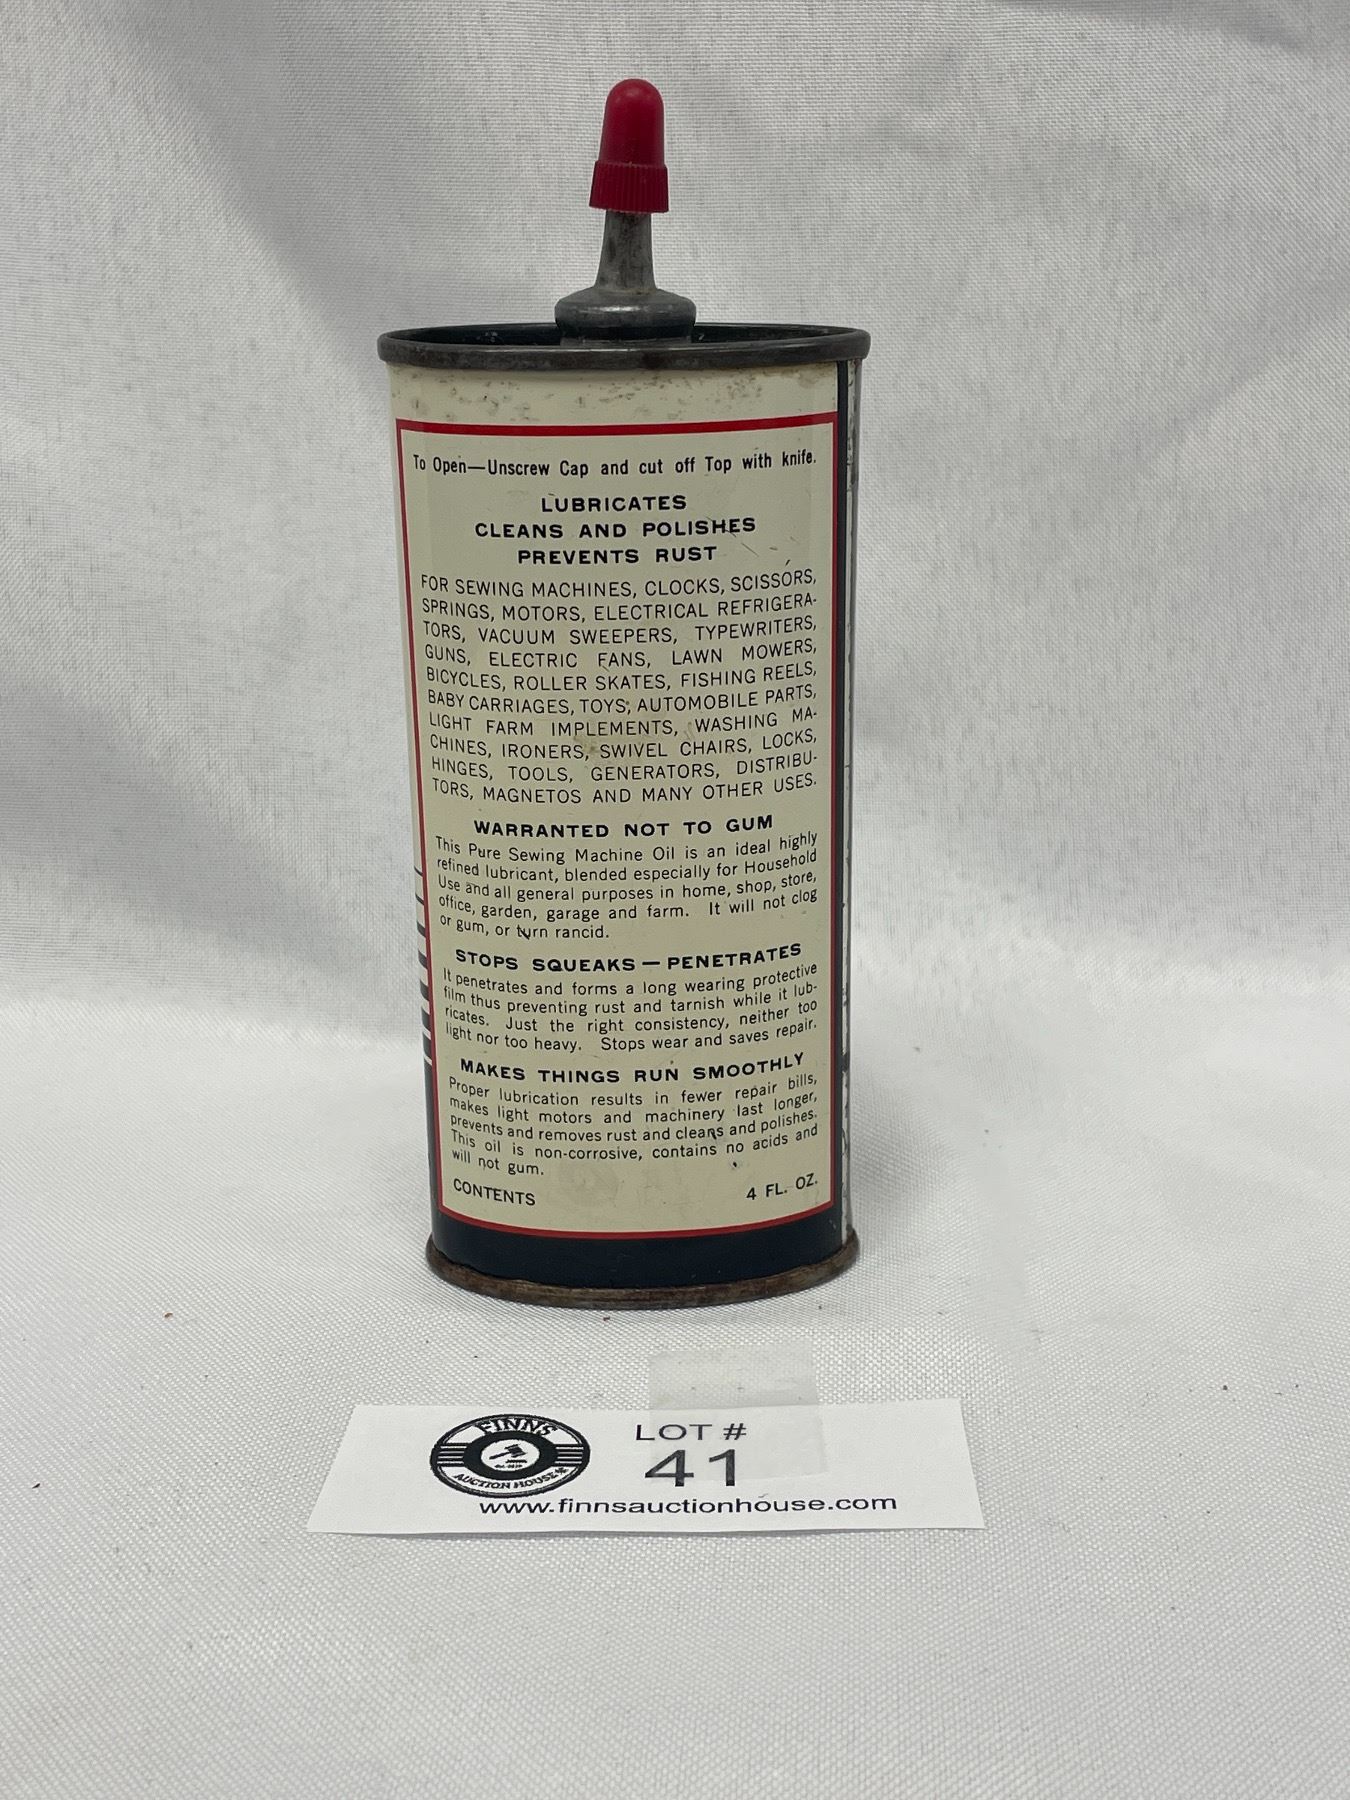 To Open—Unscrew Cap and cut off Top with knife.
LUBRICATES
CLEANS AND POLISHES
PREVENTS RUST
FOR SEWING MACHINES, CLOCKS, SCISSORS,
SPRINGS, MOTORS, ELECTRICAL REFRIGERA-
TORS, VACUUM SWEEPERS, TYPEWRITERS,
GUNS, ELECTRIC FANS, LAWN MOWERS,
BICYCLES, ROLLER SKATES, FISHING REELS,
BABY CARRIAGES, TOYS, AUTOMOBILE PARTS,
LIGHT FARM IMPLEMENTS, WASHING MA-
CHINES, IRONERS, SWIVEL CHAIRS, LOCKS,
HINGES, TOOLS, GENERATORS, DISTRIBU-
TORS, MAGNETOS AND MANY OTHER USES.
WARRANTED NOT TO GUM
This Pure Sewing Machine Oil is an ideal highly
refined lubricant, blended especially for Household
Use and all general purposes in home, shop, store,
office, garden, garage and farm. It will not clog
or gum, or turn rancid.
STOPS SQUEAKS — PENETRATES
It penetrates and forms a long wearing protective
film thus preventing rust and tarnish while it lub-
ricates. Just the right consistency, neither too
light nor too heavy. Stops wear and saves repair.
MAKES THINGS RUN SMOOTHLY
Proper lubrication results in fewer repair bills,
makes light motors and machinery last longer,
prevents and removes rust and cleans and polishes.
This oil is non-corrosive, contains no acids and
will not gum.
CONTENTS 4 FL. OZ.
FINNS
AUCTION HOUSE
LOT #
41
www.finnsauctionhouse.com